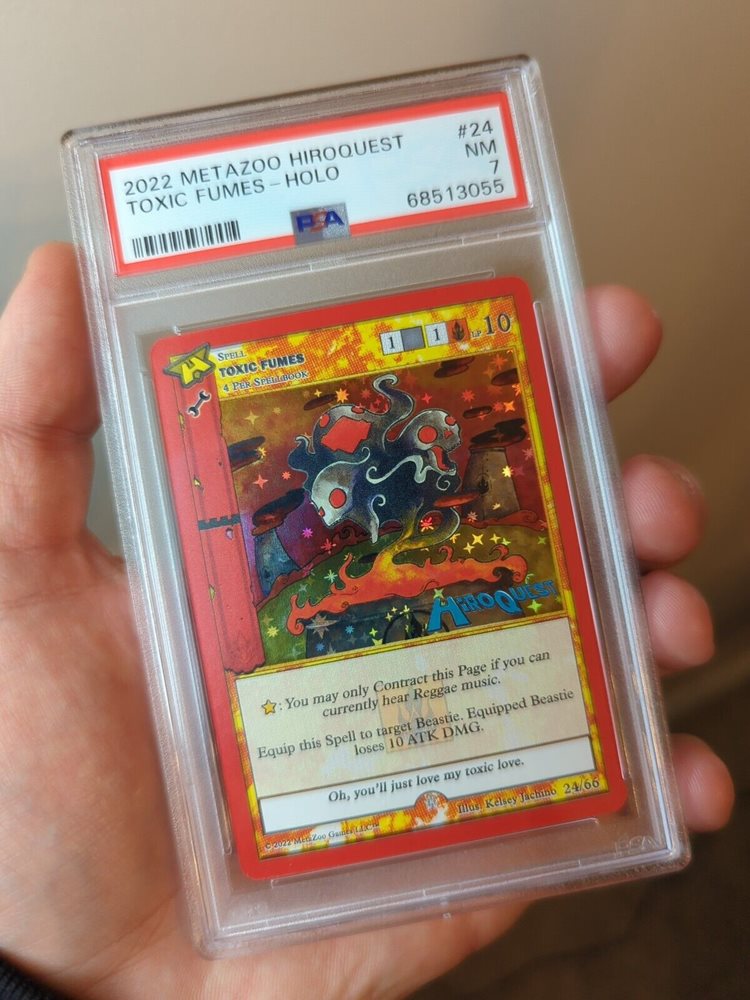 2022 METAZOO HIROQUEST #24
TOXIC FUMES – HOLO NM
7
68513055
PSA
SPELL
TOXIC FUMES
4 PER SPELLBOOK
1 1 LP 10
HIROQUEST
: You may only Contract this Page if you can
currently hear Reggae music.
Equip this Spell to target Beastie. Equipped Beastie
loses 10 ATK DMG.
Oh, you'll just love my toxic love.
© 2022 MetaZoo Games LLC™
Illus. Kelsey Jachino 24/66